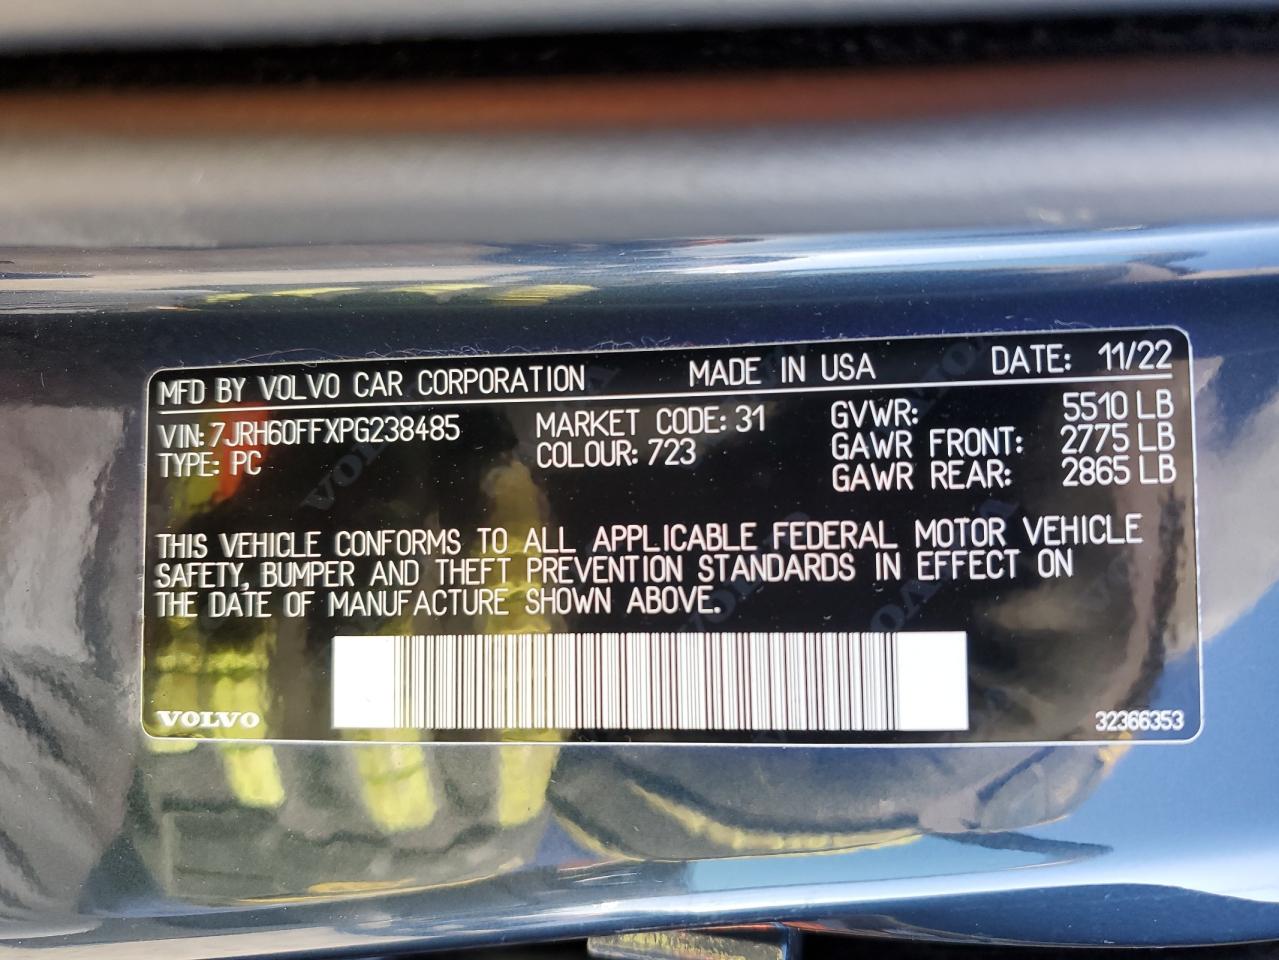 MFD BY VOLVO CAR CORPORATION MADE IN USA DATE: 11/22
VIN: 7JRH60FFXPG238485 MARKET CODE: 31 GVWR: 5510 LB
TYPE: PC COLOUR: 723 GAWR FRONT: 2775 LB
GAWR REAR: 2865 LB
THIS VEHICLE CONFORMS TO ALL APPLICABLE FEDERAL MOTOR VEHICLE
SAFETY, BUMPER AND THEFT PREVENTION STANDARDS IN EFFECT ON
THE DATE OF MANUFACTURE SHOWN ABOVE.
VOLVO 32366353